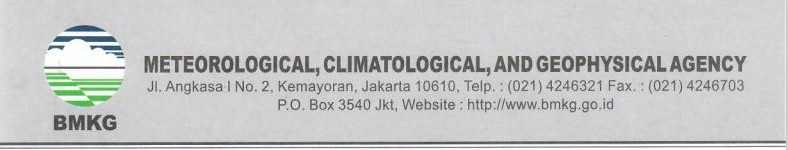 METEOROLOGICAL, CLIMATOLOGICAL, AND GEOPHYSICAL AGENCY
Jl. Angkasa I No. 2, Kemayoran, Jakarta 10610, Telp. : (021) 4246321 Fax. : (021) 4246703
P.O. Box 3540 Jkt, Website : http://www.bmkg.go.id
BMKG